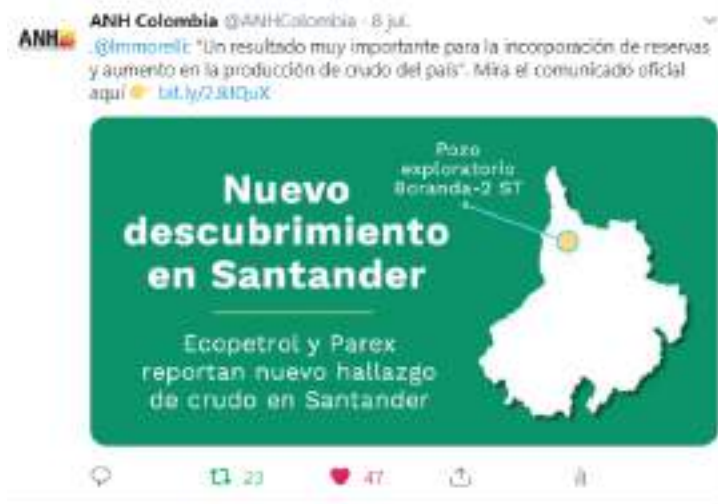 ANH Colombia @ANHColombia · 8 jul.
ANH
.@lmmorelli: "Un resultado muy importante para la incorporación de reservas
y aumento en la producción de crudo del país". Mira el comunicado oficial
aquí 👉
Pozo
exploratorio
Boranda-2 ST
Nuevo
descubrimiento
en Santander
Ecopetrol y Parex
reportan nuevo hallazgo
de crudo en Santander
23
47